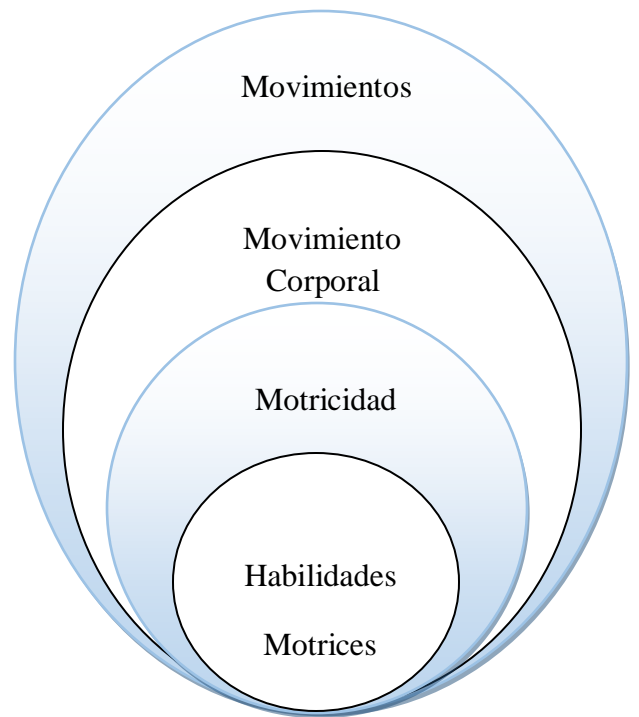 Movimientos
Movimiento
Corporal
Motricidad
Habilidades
Motrices